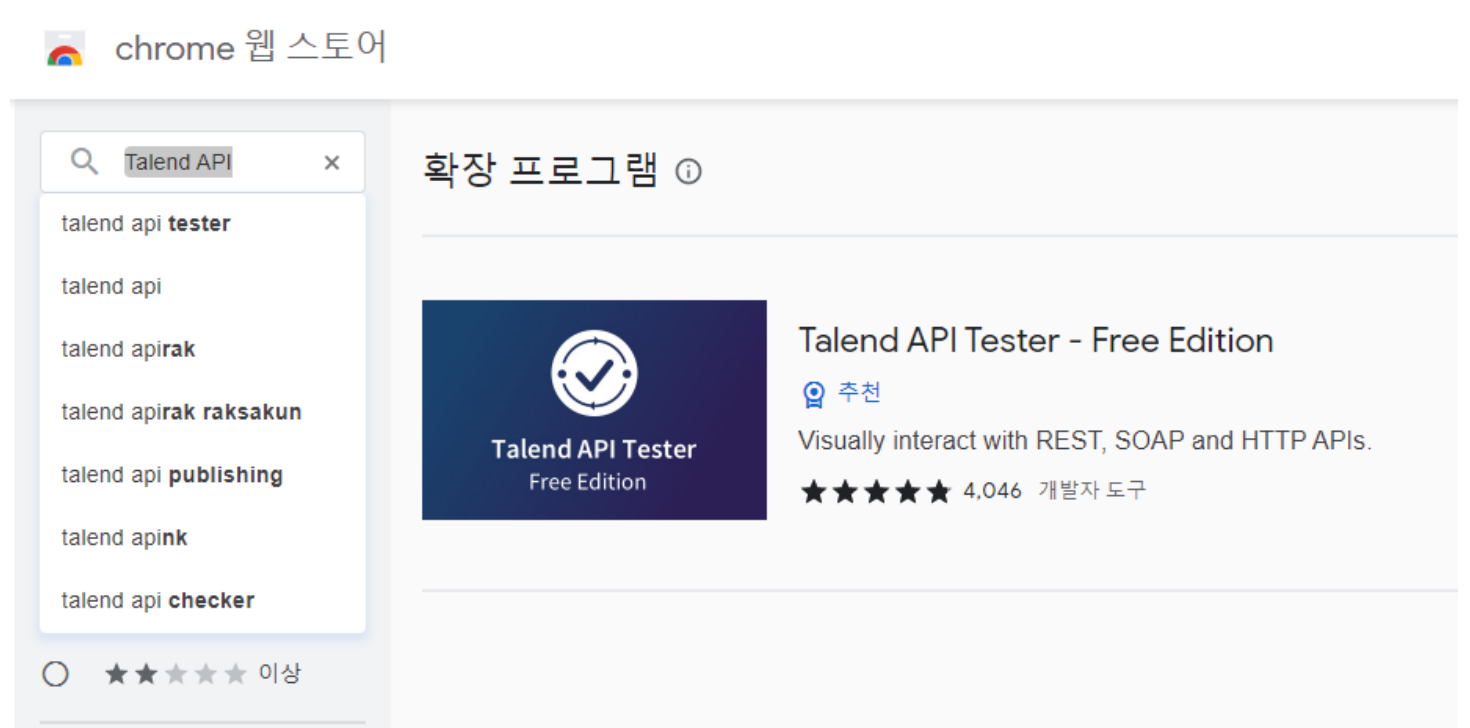 chrome 웹 스토어
Talend API
talend api tester
talend api
talend apirak
talend apirak raksakun
talend api publishing
talend apink
talend api checker
이상
확장 프로그램
Talend API Tester
Free Edition
Talend API Tester - Free Edition
추천
Visually interact with REST, SOAP and HTTP APIs.
4,046 개발자 도구